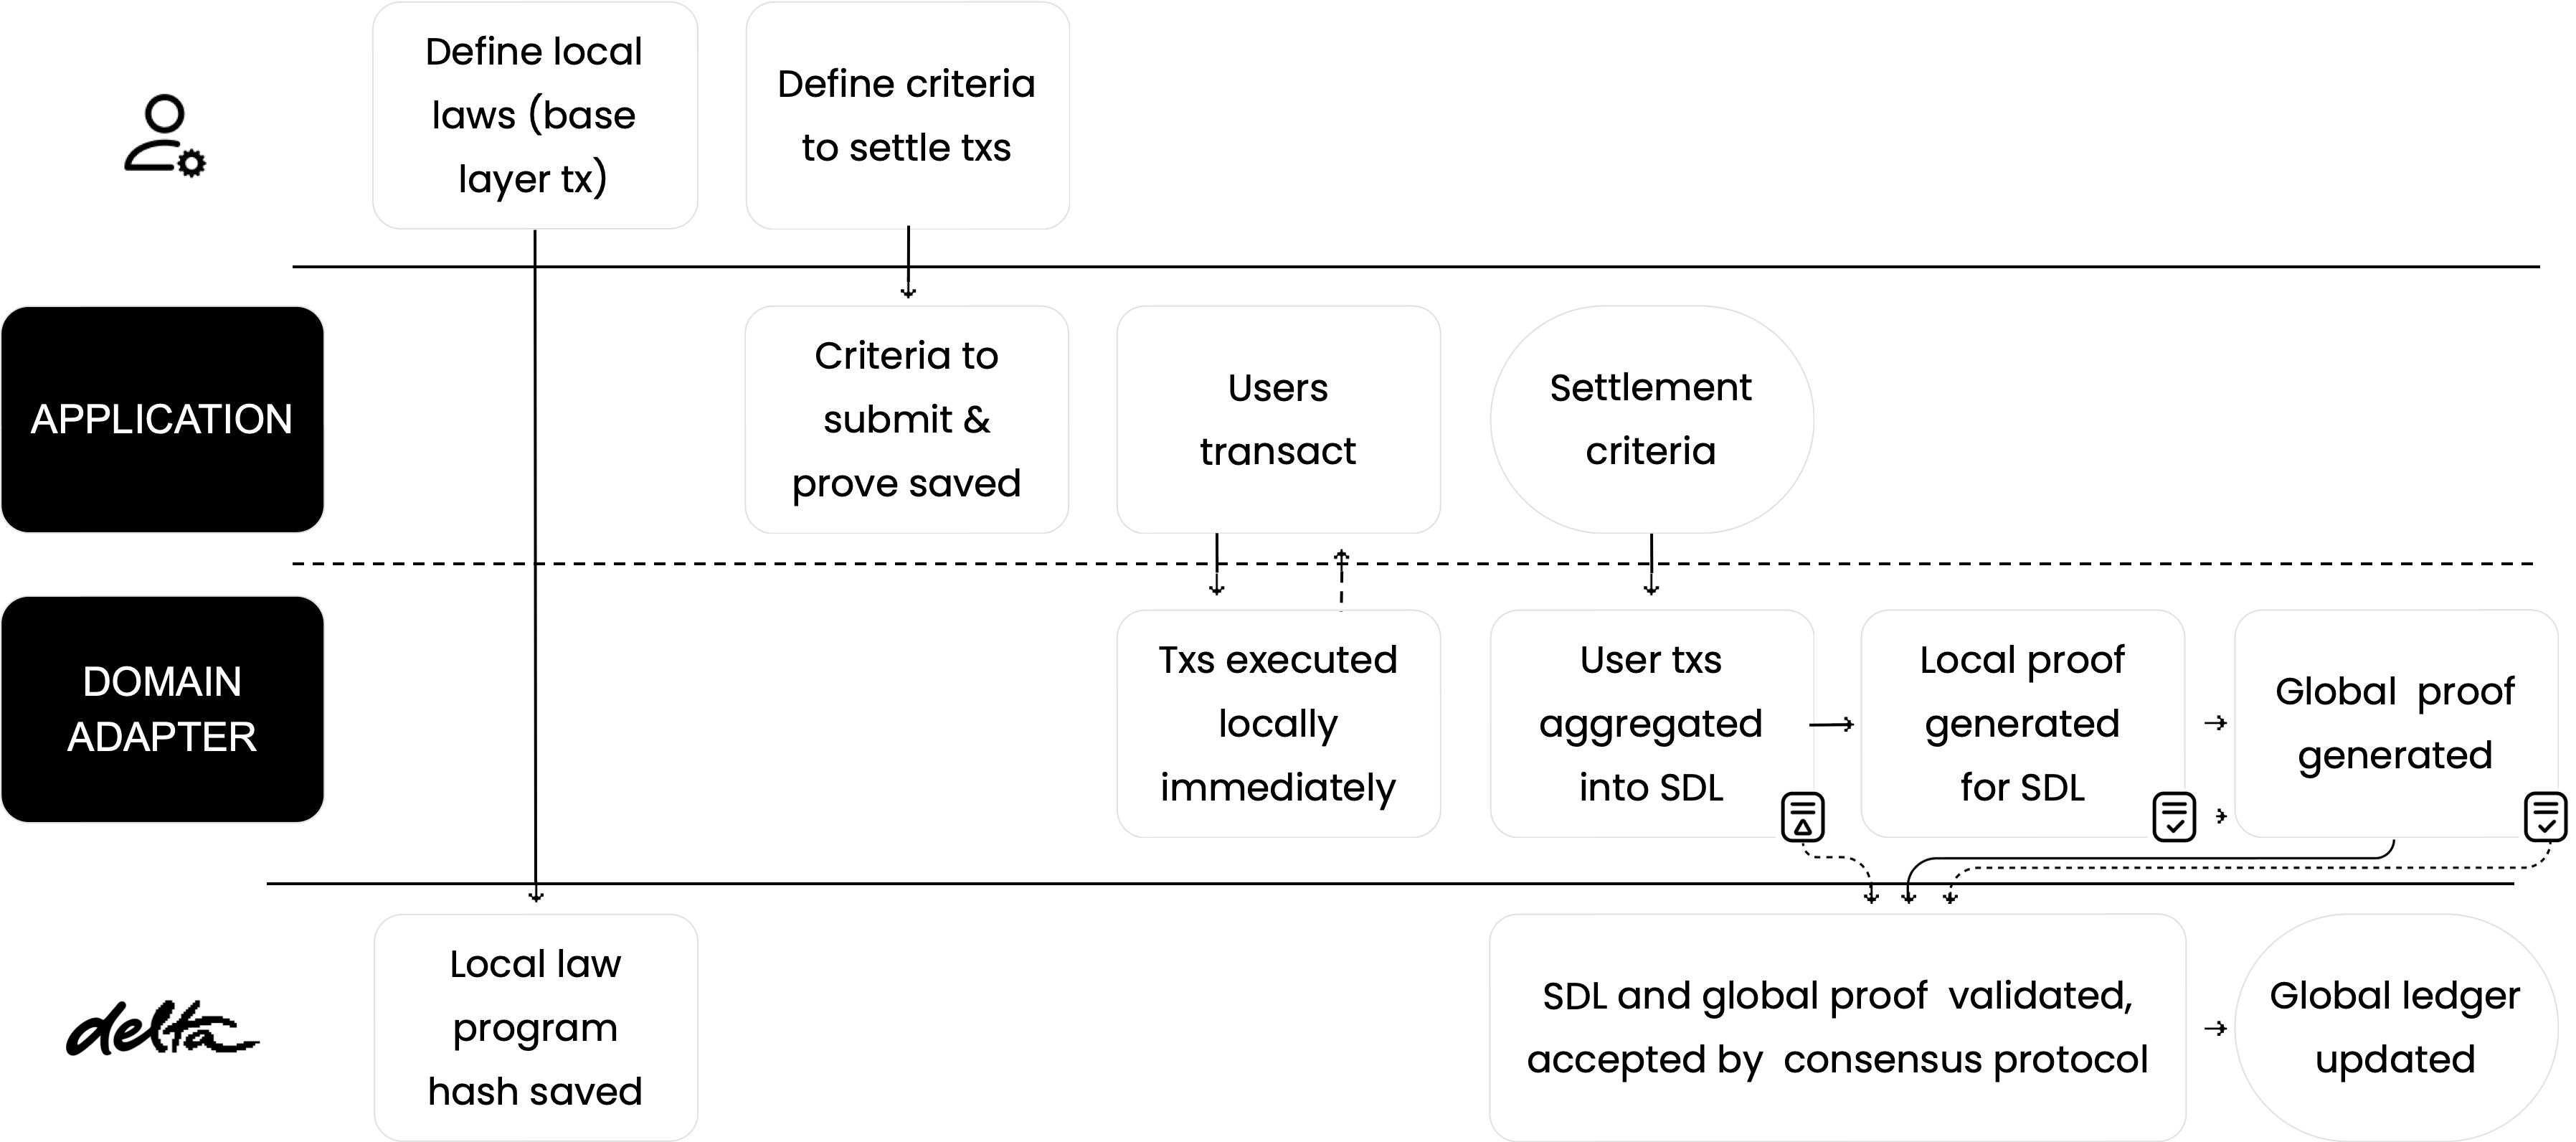 Define local
laws (base
layer tx)
Define criteria
to settle txs
APPLICATION
Criteria to
submit &
prove saved
Users
transact
Settlement
criteria
DOMAIN
ADAPTER
Txs executed
locally
immediately
User txs
aggregated
into SDL
Local proof
generated
for SDL
Global proof
generated
delta
Local law
program
hash saved
SDL and global proof validated,
accepted by consensus protocol
Global ledger
updated